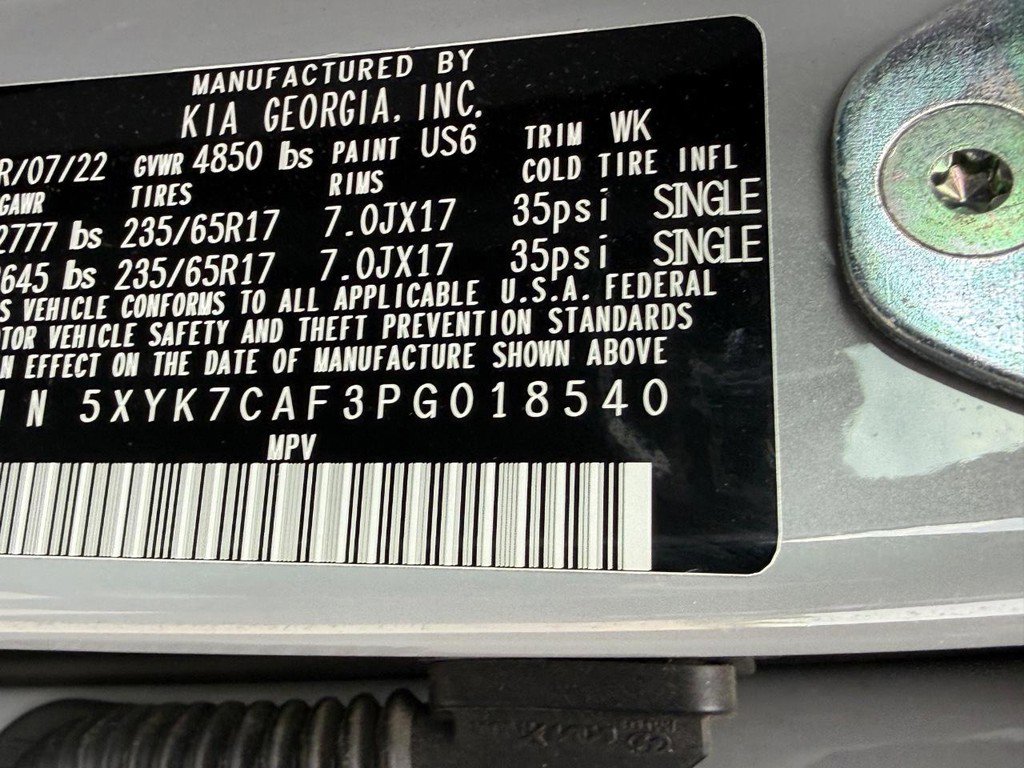 MANUFACTURED BY
KIA GEORGIA, INC.
R/07/22 GVWR 4850 lbs PAINT US6 TRIM WK
GAWR TIRES RIMS COLD TIRE INFL
2777 lbs 235/65R17 7.0JX17 35psi SINGLE
645 lbs 235/65R17 7.0JX17 35psi SINGLE
S VEHICLE CONFORMS TO ALL APPLICABLE U.S.A. FEDERAL
TOR VEHICLE SAFETY AND THEFT PREVENTION STANDARDS
N EFFECT ON THE DATE OF MANUFACTURE SHOWN ABOVE
IN 5XYK7CAF3PG018540
MPV